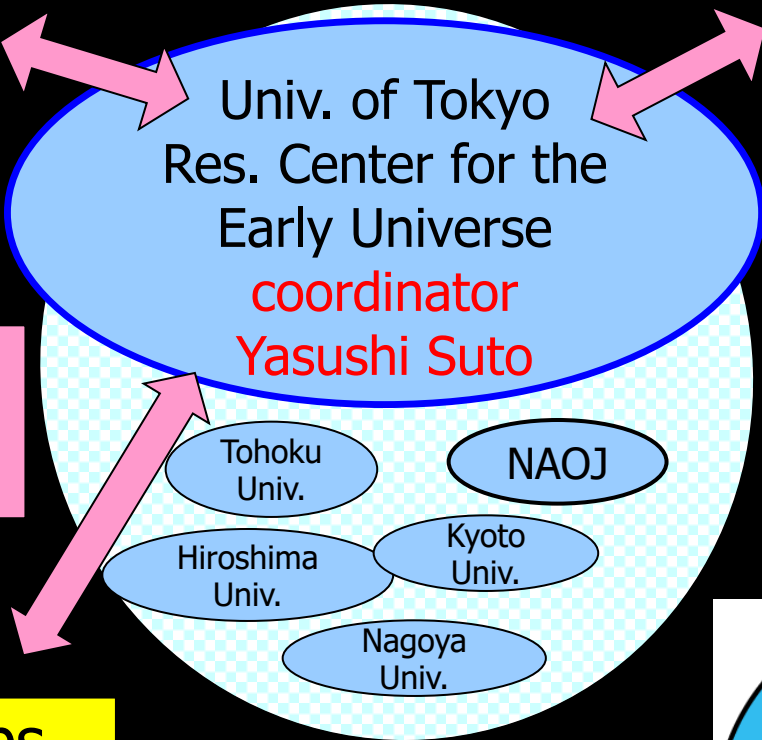 Univ. of Tokyo
Res. Center for the
Early Universe
coordinator
Yasushi Suto
Tohoku
Univ.
NAOJ
Hiroshima
Univ.
Kyoto
Univ.
Nagoya
Univ.